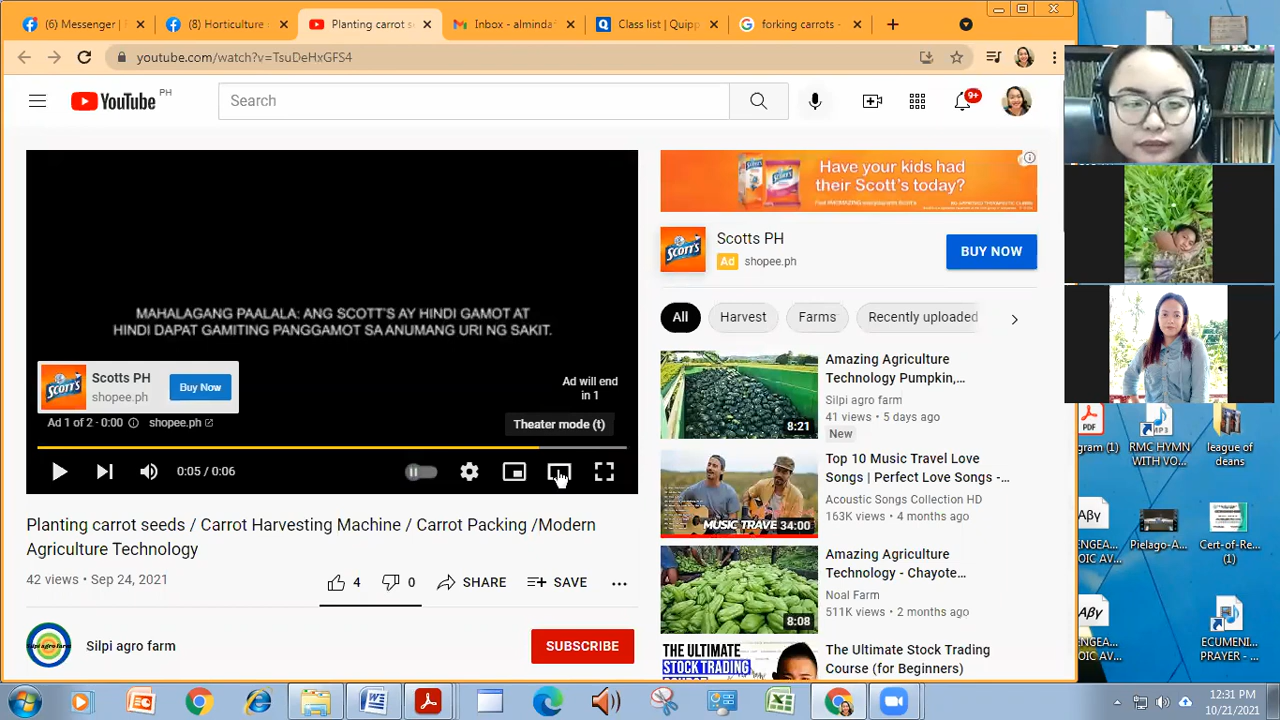 (6) Messenger |
(8) Horticulture
Planting carrot s
Inbox - alminda
Class list | Quipp
forking carrots -
youtube.com/watch?v=TsuDeHxGFS4
YouTube PH
Search
9+
MAHALAGANG PAALALA: ANG SCOTT'S AY HINDI GAMOT AT
HINDI DAPAT GAMITING PANGGAMOT SA ANUMANG URI NG SAKIT.
Scott's
Scotts PH
shopee.ph
Buy Now
Ad will end
in 1
Ad 1 of 2 · 0:00
shopee.ph
Theater mode (t)
0:05 / 0:06
Planting carrot seeds / Carrot Harvesting Machine / Carrot Packing /Modern
Agriculture Technology
42 views • Sep 24, 2021
4
0
SHARE
SAVE
Silpi agro farm
Silpi agro farm
SUBSCRIBE
Have your kids had
their Scott's today?
Scott's
Scotts PH
Ad shopee.ph
BUY NOW
All
Harvest
Farms
Recently uploaded
8:21
Amazing Agriculture
Technology Pumpkin,...
Silpi agro farm
41 views • 5 days ago
New
MUSIC TRAVE
34:00
Top 10 Music Travel Love
Songs | Perfect Love Songs -...
Acoustic Songs Collection HD
163K views • 4 months ago
8:08
Amazing Agriculture
Technology - Chayote...
Noal Farm
511K views • 2 months ago
THE ULTIMATE
STOCK TRADING
The Ultimate Stock Trading
Course (for Beginners)
gram (1)
RMC HYMN
WITH VO...
league of
deans
ENGEA...
OIC AV...
Pielago-A...
Cert-of-Re...
(1)
ENGEA...
OIC AV...
ECUMENI...
PRAYER - ...
12:31 PM
10/21/2021